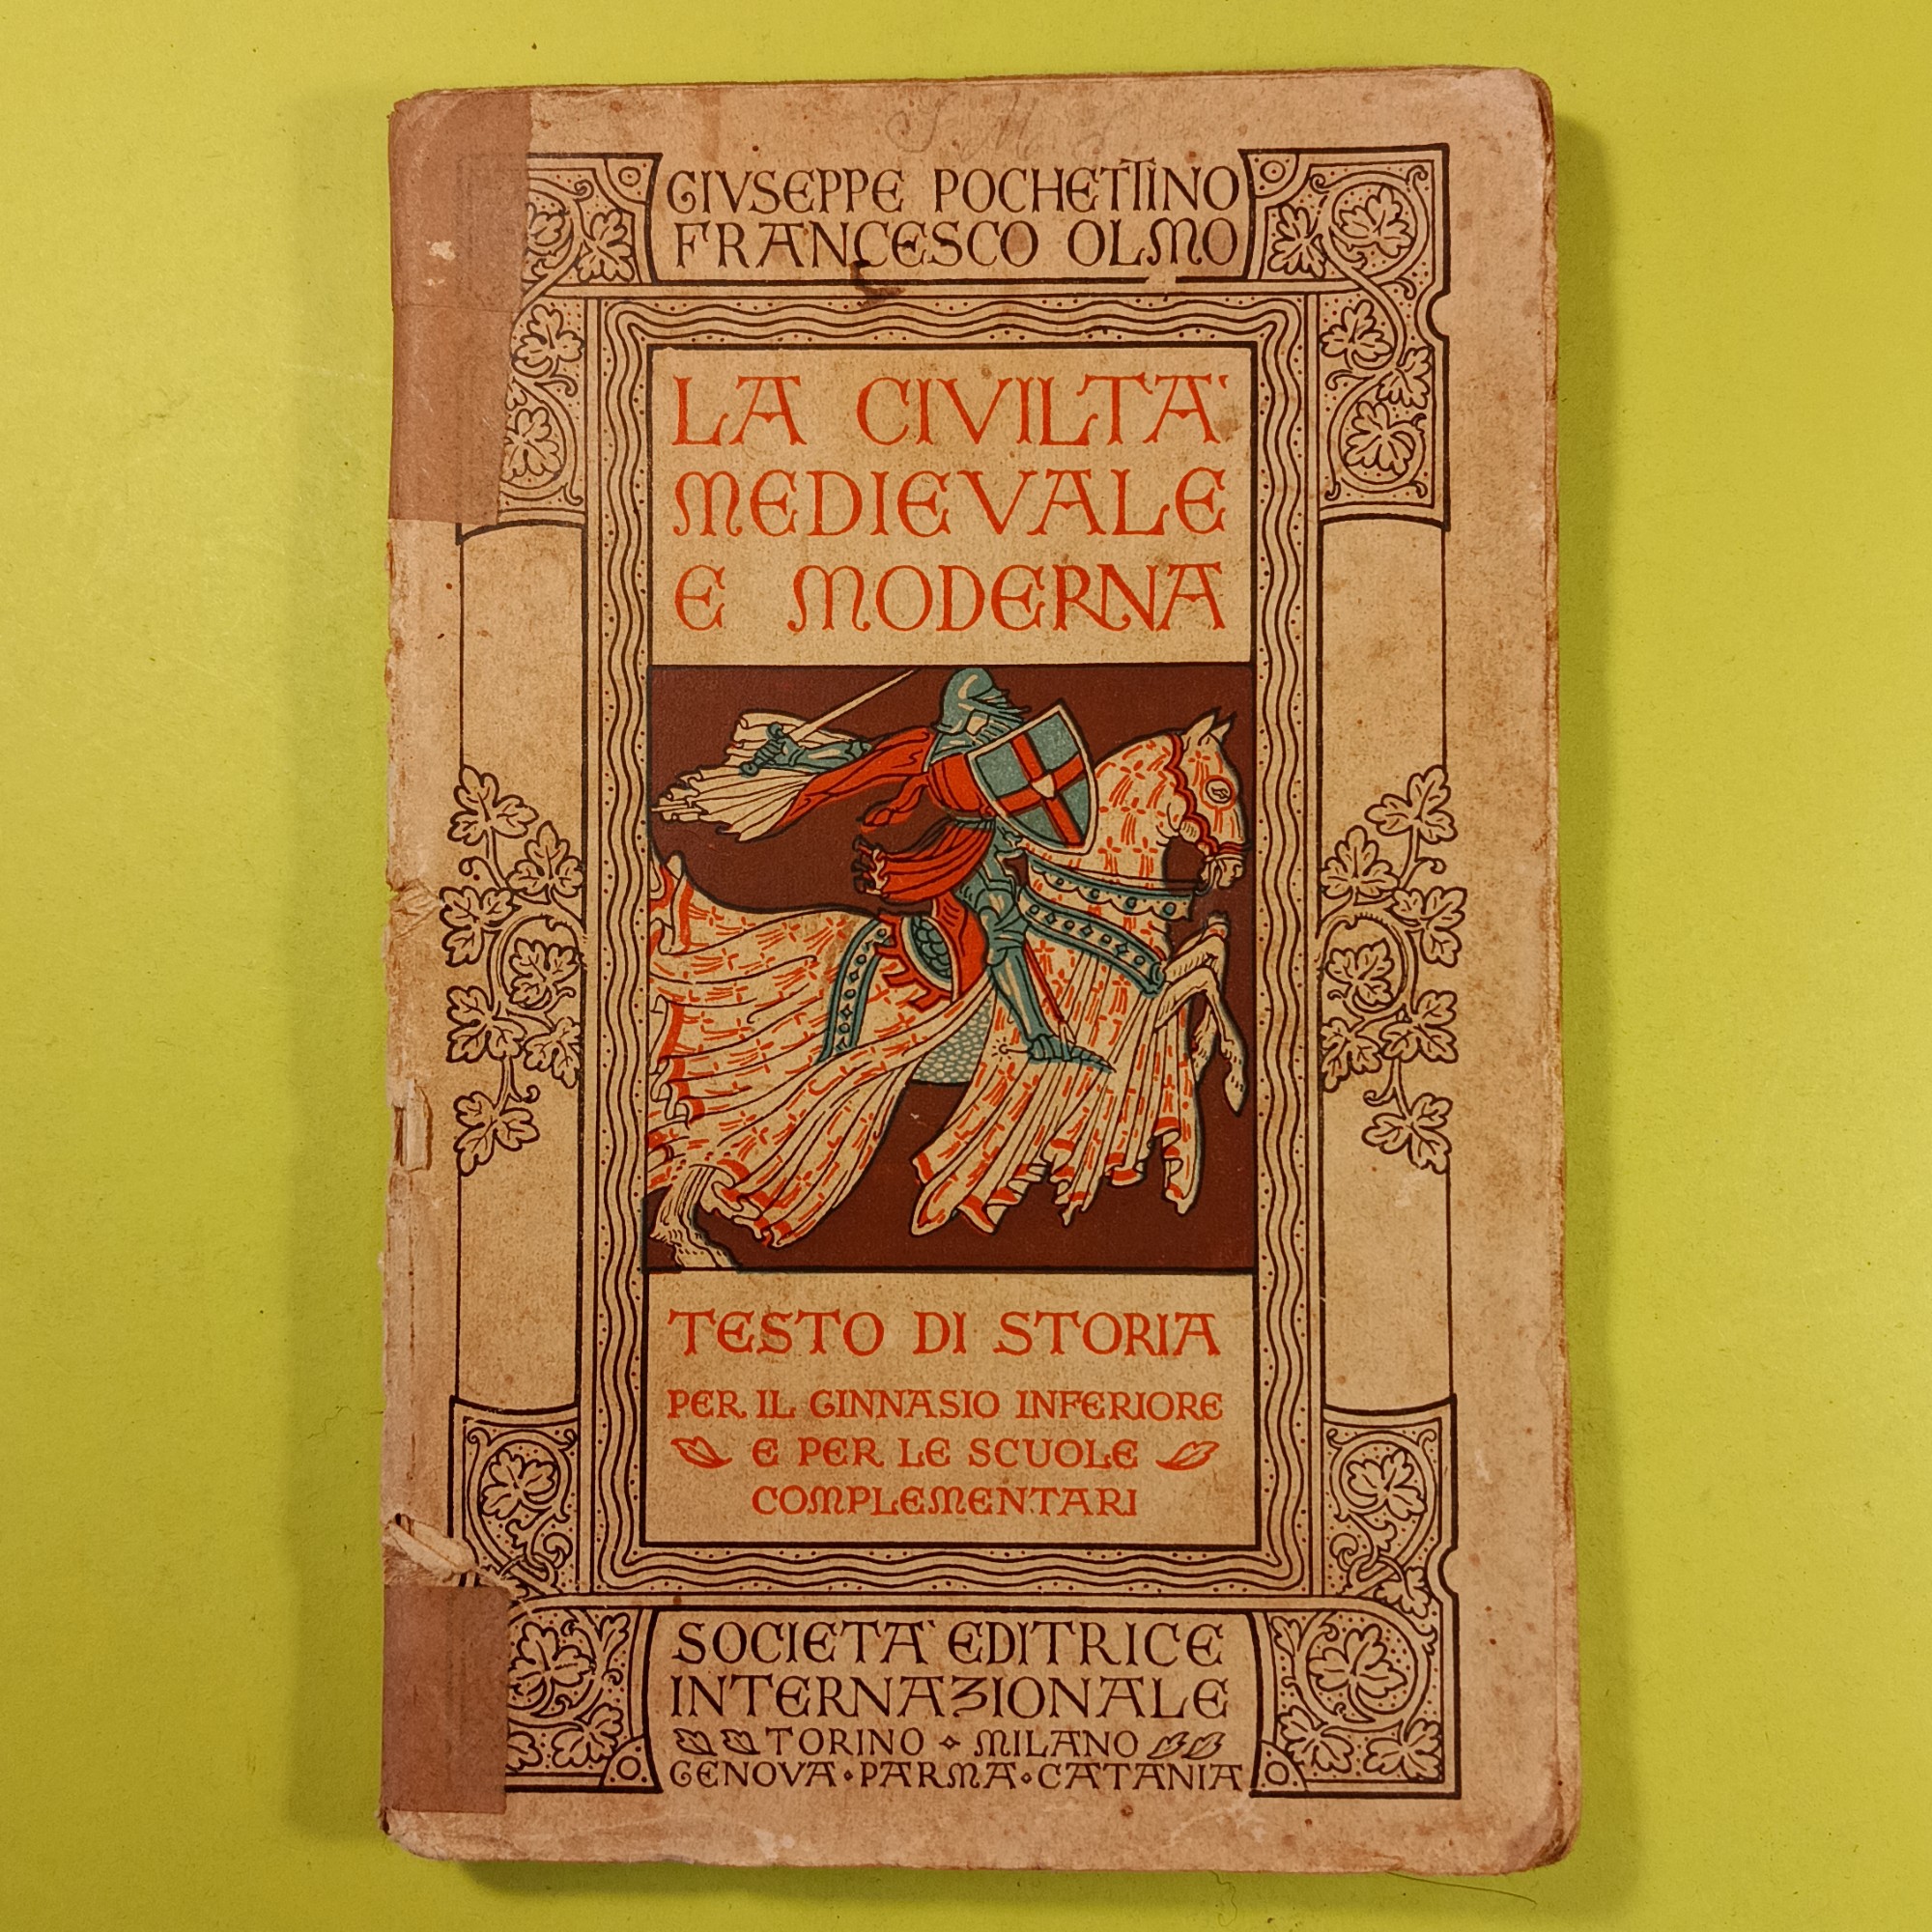 GIVSEPPE POCHETTINO
FRANCESCO OLMO
LA CIVILTA'
MEDIEVALE
E MODERNA
TESTO DI STORIA
PER IL GINNASIO INFERIORE
E PER LE SCUOLE
COMPLEMENTARI
SOCIETA' EDITRICE
INTERNAZIONALE
TORINO • MILANO
GENOVA • PARMA • CATANIA